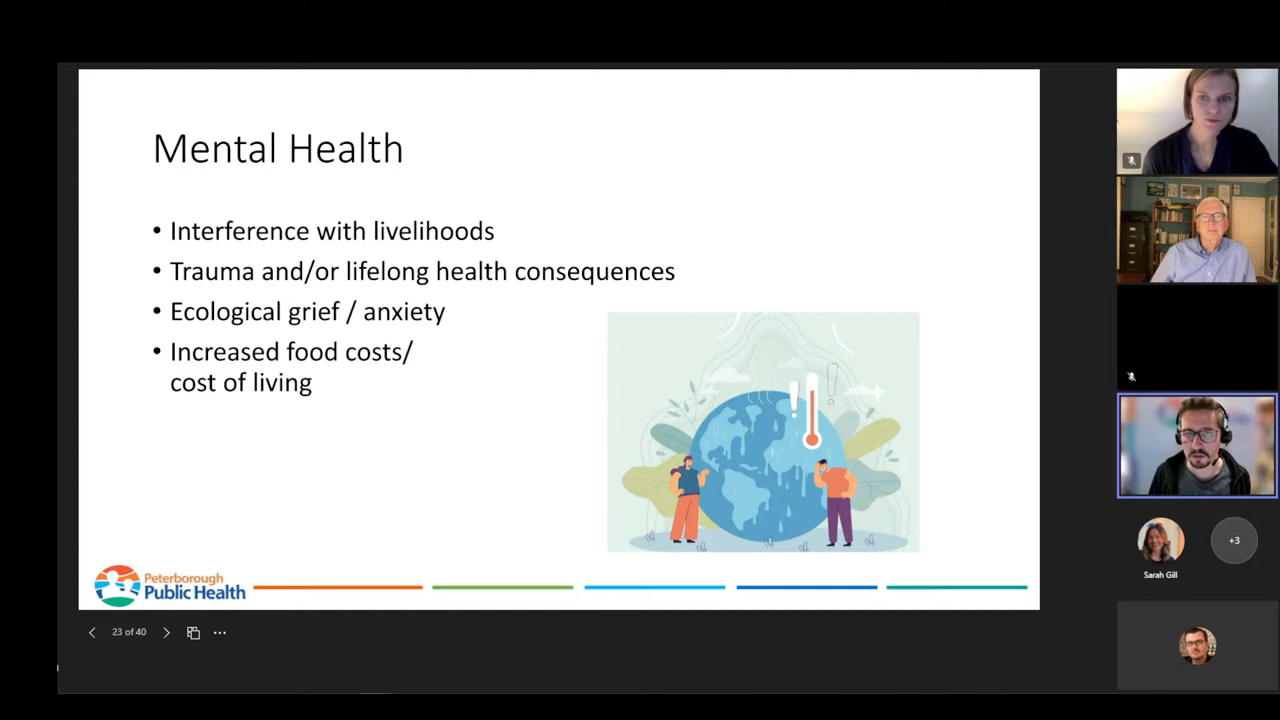 Mental Health
• Interference with livelihoods
• Trauma and/or lifelong health consequences
• Ecological grief / anxiety
• Increased food costs/
cost of living
Peterborough
Public Health
23 of 40
+3
Sarah Gill